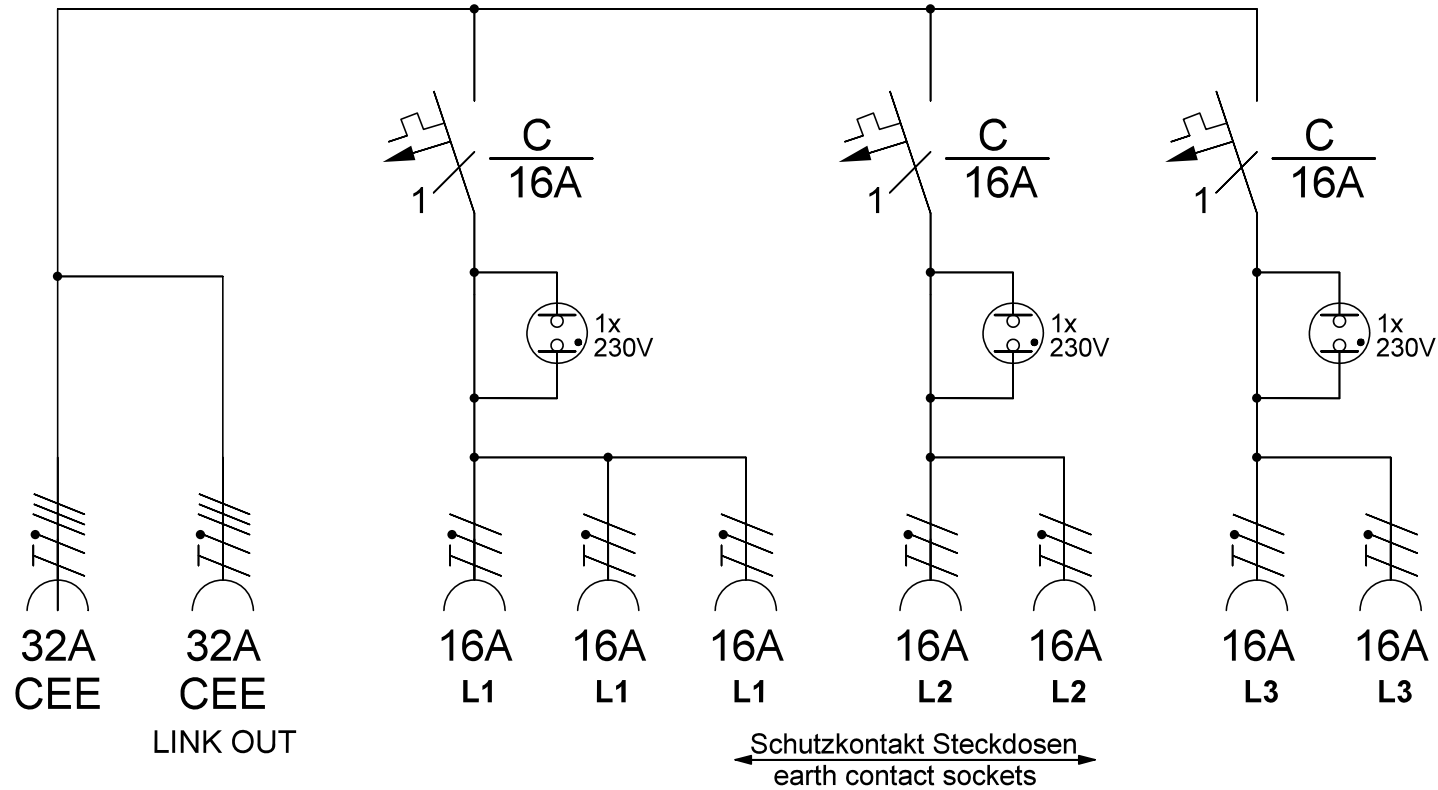 C
16A
1
C
16A
1
C
16A
1
1x
230V
1x
230V
1x
230V
32A
CEE
32A
CEE
LINK OUT
16A
L1
16A
L1
16A
L1
16A
L2
16A
L2
16A
L3
16A
L3
Schutzkontakt Steckdosen
earth contact sockets